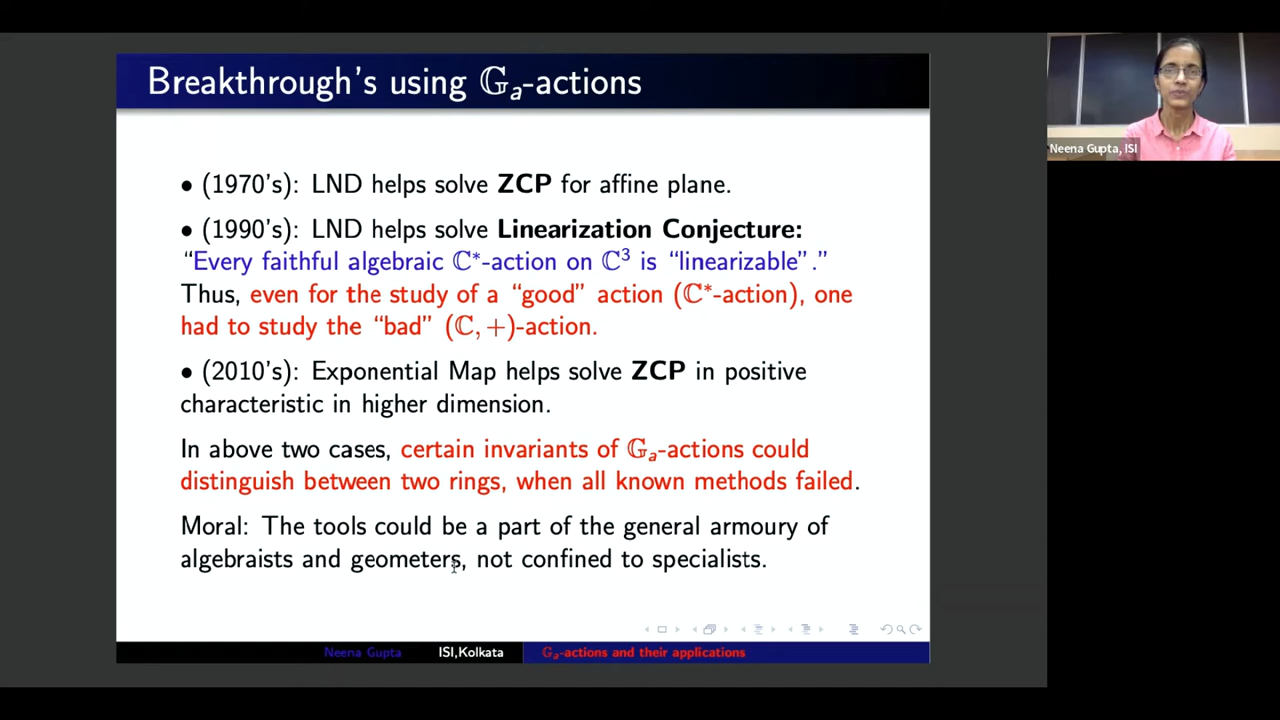 Breakthrough's using 𝔾ₐ-actions
Neena Gupta, ISI
• (1970's): LND helps solve ZCP for affine plane.
• (1990's): LND helps solve Linearization Conjecture:
“Every faithful algebraic ℂ*-action on ℂ³ is “linearizable”.”
Thus, even for the study of a “good” action (ℂ*-action), one
had to study the “bad” (ℂ, +)-action.
• (2010's): Exponential Map helps solve ZCP in positive
characteristic in higher dimension.
In above two cases, certain invariants of 𝔾ₐ-actions could
distinguish between two rings, when all known methods failed.
Moral: The tools could be a part of the general armoury of
algebraists and geometers, not confined to specialists.
Neena Gupta ISI,Kolkata 𝔾ₐ-actions and their applications